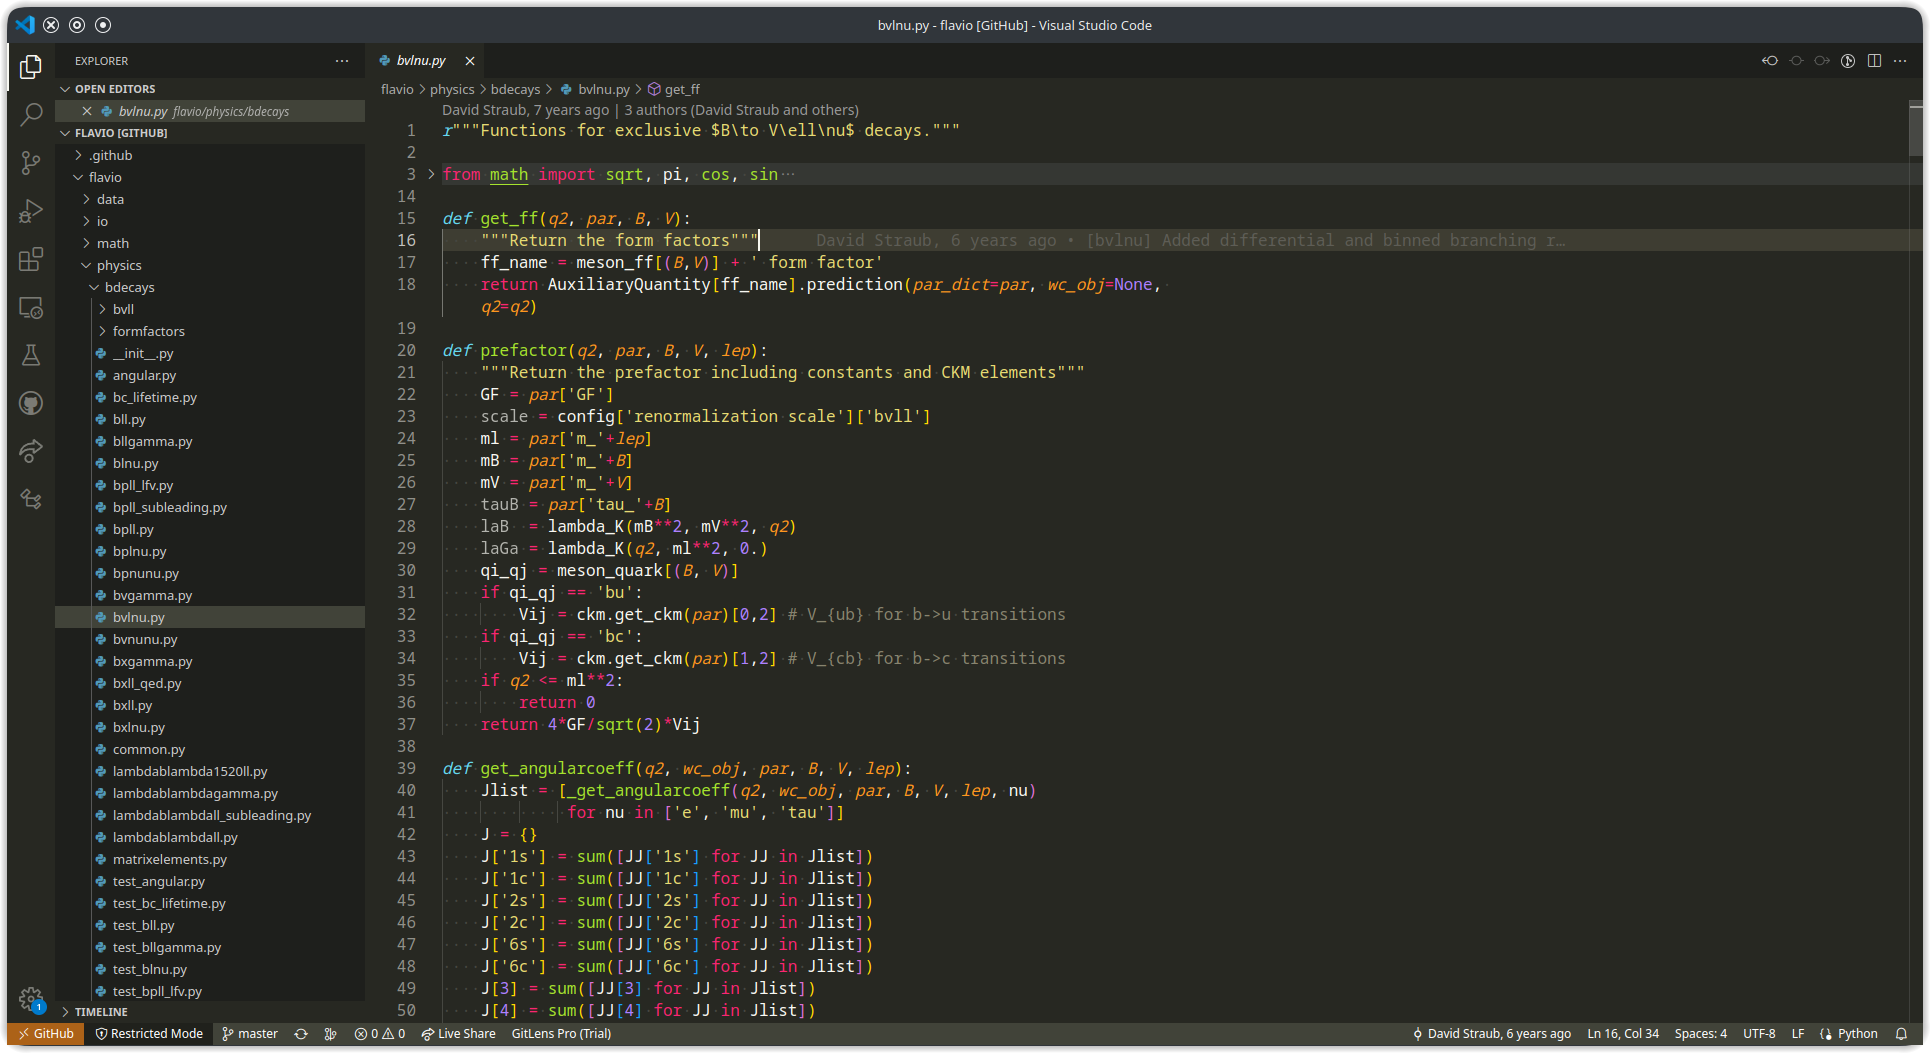 bvlnu.py - flavio [GitHub] - Visual Studio Code
EXPLORER
OPEN EDITORS
bvlnu.py flavio/physics/bdecays
FLAVIO [GITHUB]
.github
flavio
data
io
math
physics
bdecays
bvll
formfactors
__init__.py
angular.py
bc_lifetime.py
bll.py
bllgamma.py
blnu.py
bpll_lfv.py
bpll_subleading.py
bpll.py
bplnu.py
bpnunu.py
bvgamma.py
bvlnu.py
bvnunu.py
bxgamma.py
bxll_qed.py
bxll.py
bxlnu.py
common.py
lambdablambda1520ll.py
lambdablambdagamma.py
lambdablambdall_subleading.py
lambdablambdall.py
matrixelements.py
test_angular.py
test_bc_lifetime.py
test_bll.py
test_bllgamma.py
test_blnu.py
test_bpll_lfv.py
TIMELINE
bvlnu.py
flavio > physics > bdecays > bvlnu.py > get_ff
David Straub, 7 years ago | 3 authors (David Straub and others)
1 r"""Functions for exclusive $B\to V\ell\nu$ decays."""
2
3 from math import sqrt, pi, cos, sin···
14
15 def get_ff(q2, par, B, V):
16 """Return the form factors""" David Straub, 6 years ago • [bvlnu] Added differential and binned branching r…
17 ff_name = meson_ff[(B,V)] + ' form factor'
18 return AuxiliaryQuantity[ff_name].prediction(par_dict=par, wc_obj=None,
q2=q2)
19
20 def prefactor(q2, par, B, V, lep):
21 """Return the prefactor including constants and CKM elements"""
22 GF = par['GF']
23 scale = config['renormalization scale']['bvll']
24 ml = par['m_'+lep]
25 mB = par['m_'+B]
26 mV = par['m_'+V]
27 tauB = par['tau_'+B]
28 laB  = lambda_K(mB**2, mV**2, q2)
29 laGa = lambda_K(q2, ml**2, 0.)
30 qi_qj = meson_quark[(B, V)]
31 if qi_qj == 'bu':
32 Vij = ckm.get_ckm(par)[0,2] # V_{ub} for b->u transitions
33 if qi_qj == 'bc':
34 Vij = ckm.get_ckm(par)[1,2] # V_{cb} for b->c transitions
35 if q2 <= ml**2:
36 return 0
37 return 4*GF/sqrt(2)*Vij
38
39 def get_angularcoeff(q2, wc_obj, par, B, V, lep):
40 Jlist = [_get_angularcoeff(q2, wc_obj, par, B, V, lep, nu)
41 for nu in ['e', 'mu', 'tau']]
42 J = {}
43 J['1s'] = sum([JJ['1s'] for JJ in Jlist])
44 J['1c'] = sum([JJ['1c'] for JJ in Jlist])
45 J['2s'] = sum([JJ['2s'] for JJ in Jlist])
46 J['2c'] = sum([JJ['2c'] for JJ in Jlist])
47 J['6s'] = sum([JJ['6s'] for JJ in Jlist])
48 J['6c'] = sum([JJ['6c'] for JJ in Jlist])
49 J[3] = sum([JJ[3] for JJ in Jlist])
50 J[4] = sum([JJ[4] for JJ in Jlist])
1
GitHub Restricted Mode master 0 0 Live Share GitLens Pro (Trial) David Straub, 6 years ago Ln 16, Col 34 Spaces: 4 UTF-8 LF Python